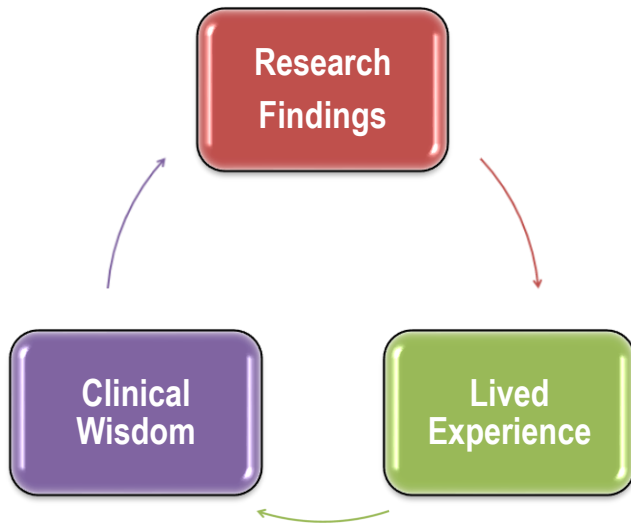 Research
Findings
Clinical
Wisdom
Lived
Experience